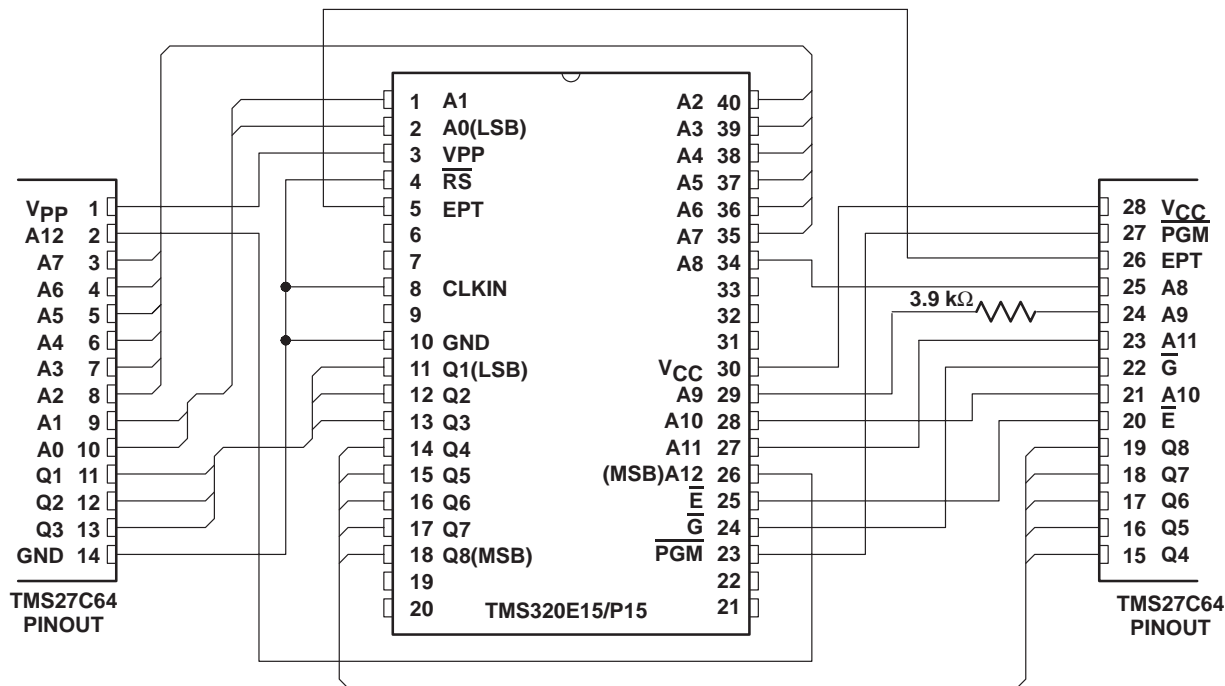 V_PP 1
A12 2
A7 3
A6 4
A5 5
A4 6
A3 7
A2 8
A1 9
A0 10
Q1 11
Q2 12
Q3 13
GND 14
TMS27C64
PINOUT
1 A1
2 A0(LSB)
3 VPP
4 R̅S̅
5 EPT
6
7
8 CLKIN
9
10 GND
11 Q1(LSB)
12 Q2
13 Q3
14 Q4
15 Q5
16 Q6
17 Q7
18 Q8(MSB)
19
20
A2 40
A3 39
A4 38
A5 37
A6 36
A7 35
A8 34
33
32
31
V_CC 30
A9 29
A10 28
A11 27
(MSB)A12 26
E̅ 25
G̅ 24
P̅G̅M̅ 23
22
21
TMS320E15/P15
3.9 kΩ
28 V_CC
27 P̅G̅M̅
26 EPT
25 A8
24 A9
23 A11
22 G̅
21 A10
20 E̅
19 Q8
18 Q7
17 Q6
16 Q5
15 Q4
TMS27C64
PINOUT